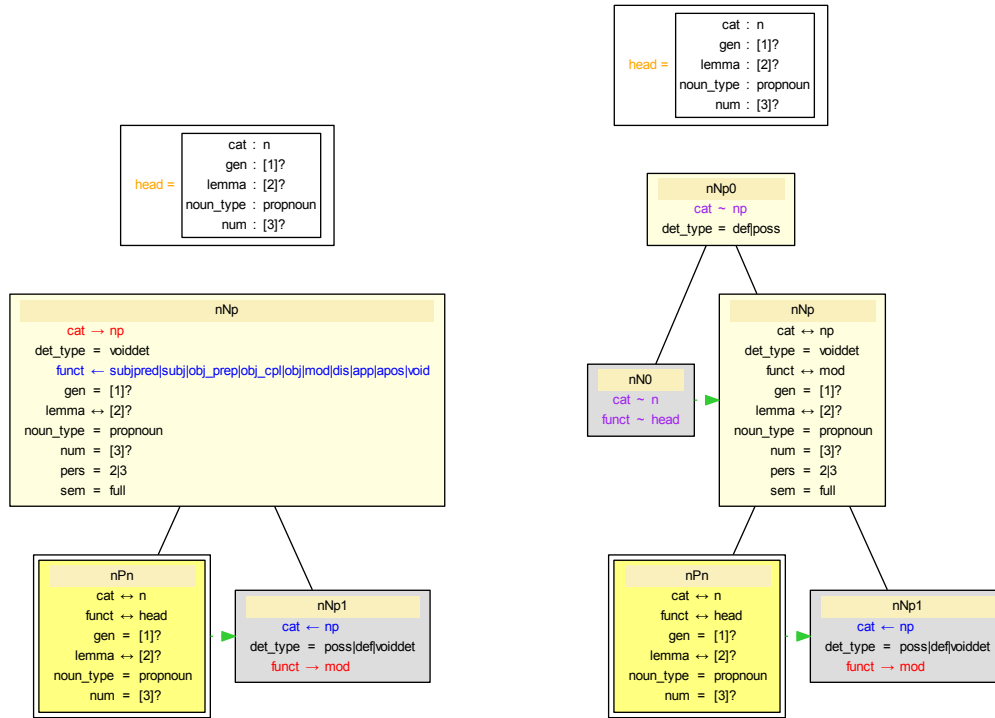 head =
cat : n
gen : [1]?
lemma : [2]?
noun_type : propnoun
num : [3]?
nNp
cat → np
det_type = voiddet
funct ← subjpred|subj|obj_prep|obj_cpl|obj|mod|dis|app|apos|void
gen = [1]?
lemma ↔ [2]?
noun_type = propnoun
num = [3]?
pers = 2|3
sem = full
nPn
cat ↔ n
funct ↔ head
gen = [1]?
lemma ↔ [2]?
noun_type = propnoun
num = [3]?
nNp1
cat ← np
det_type = poss|def|voiddet
funct → mod
head =
cat : n
gen : [1]?
lemma : [2]?
noun_type : propnoun
num : [3]?
nNp0
cat ~ np
det_type = def|poss
nN0
cat ~ n
funct ~ head
nNp
cat ↔ np
det_type = voiddet
funct ↔ mod
gen = [1]?
lemma ↔ [2]?
noun_type = propnoun
num = [3]?
pers = 2|3
sem = full
nPn
cat ↔ n
funct ↔ head
gen = [1]?
lemma ↔ [2]?
noun_type = propnoun
num = [3]?
nNp1
cat ← np
det_type = poss|def|voiddet
funct → mod